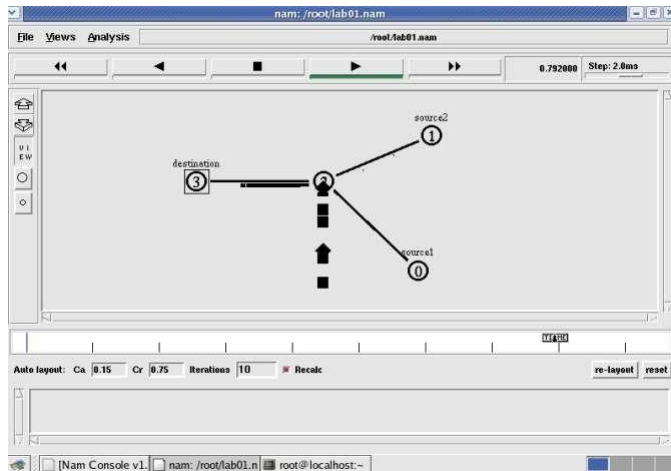 nam: /root/lab01.nam
File Views Analysis /root/lab01.nam
0.792000 Step: 2.0ms
VIEW
source2
1
destination
3
source1
0
TIME
Auto layout: Ca 0.15 Cr 0.75 Iterations 10 Recalc re-layout reset
[Nam Console v1. nam: /root/lab01.n root@localhost:~